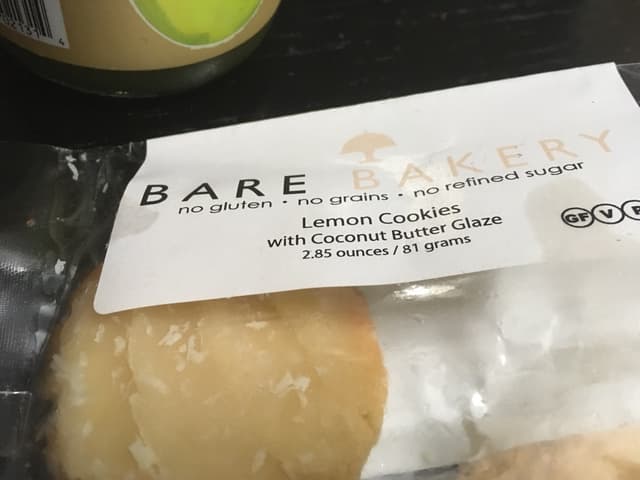 BARE BAKERY
no gluten • no grains • no refined sugar
Lemon Cookies
with Coconut Butter Glaze
2.85 ounces / 81 grams
GF V